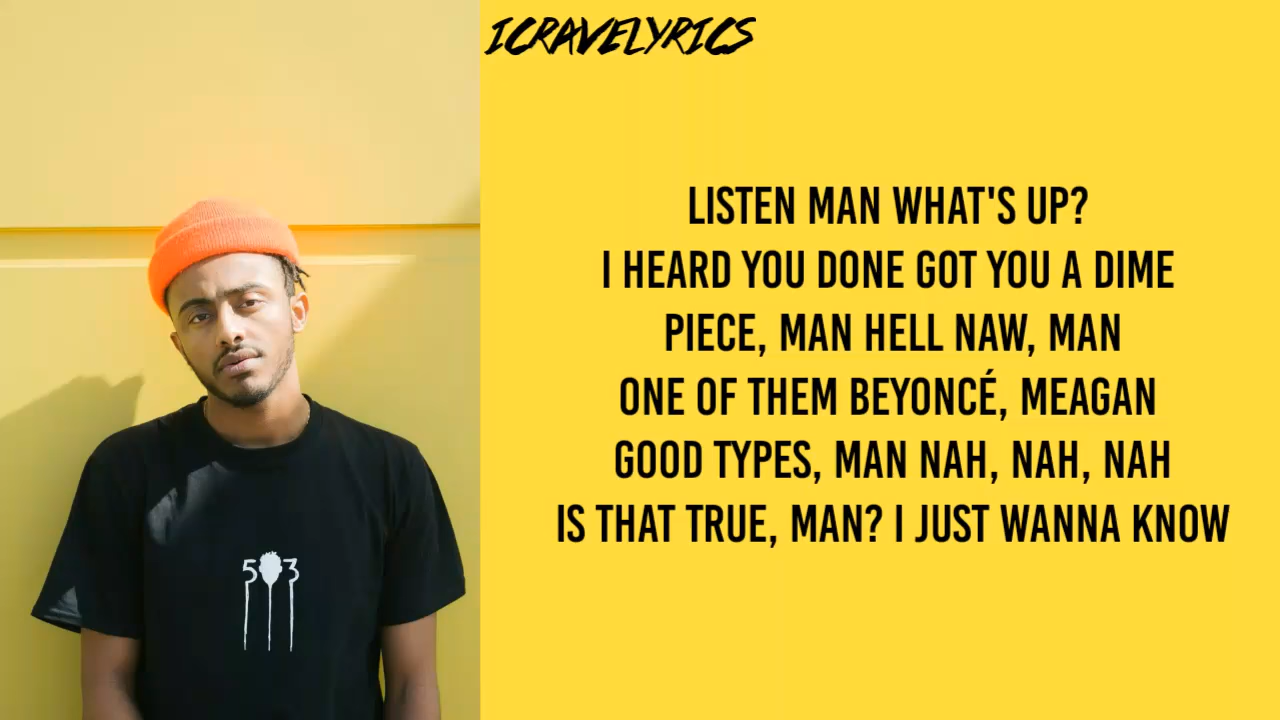 ICRAVELYRICS
LISTEN MAN WHAT'S UP?
I HEARD YOU DONE GOT YOU A DIME
PIECE, MAN HELL NAW, MAN
ONE OF THEM BEYONCÉ, MEAGAN
GOOD TYPES, MAN NAH, NAH, NAH
IS THAT TRUE, MAN? I JUST WANNA KNOW
503